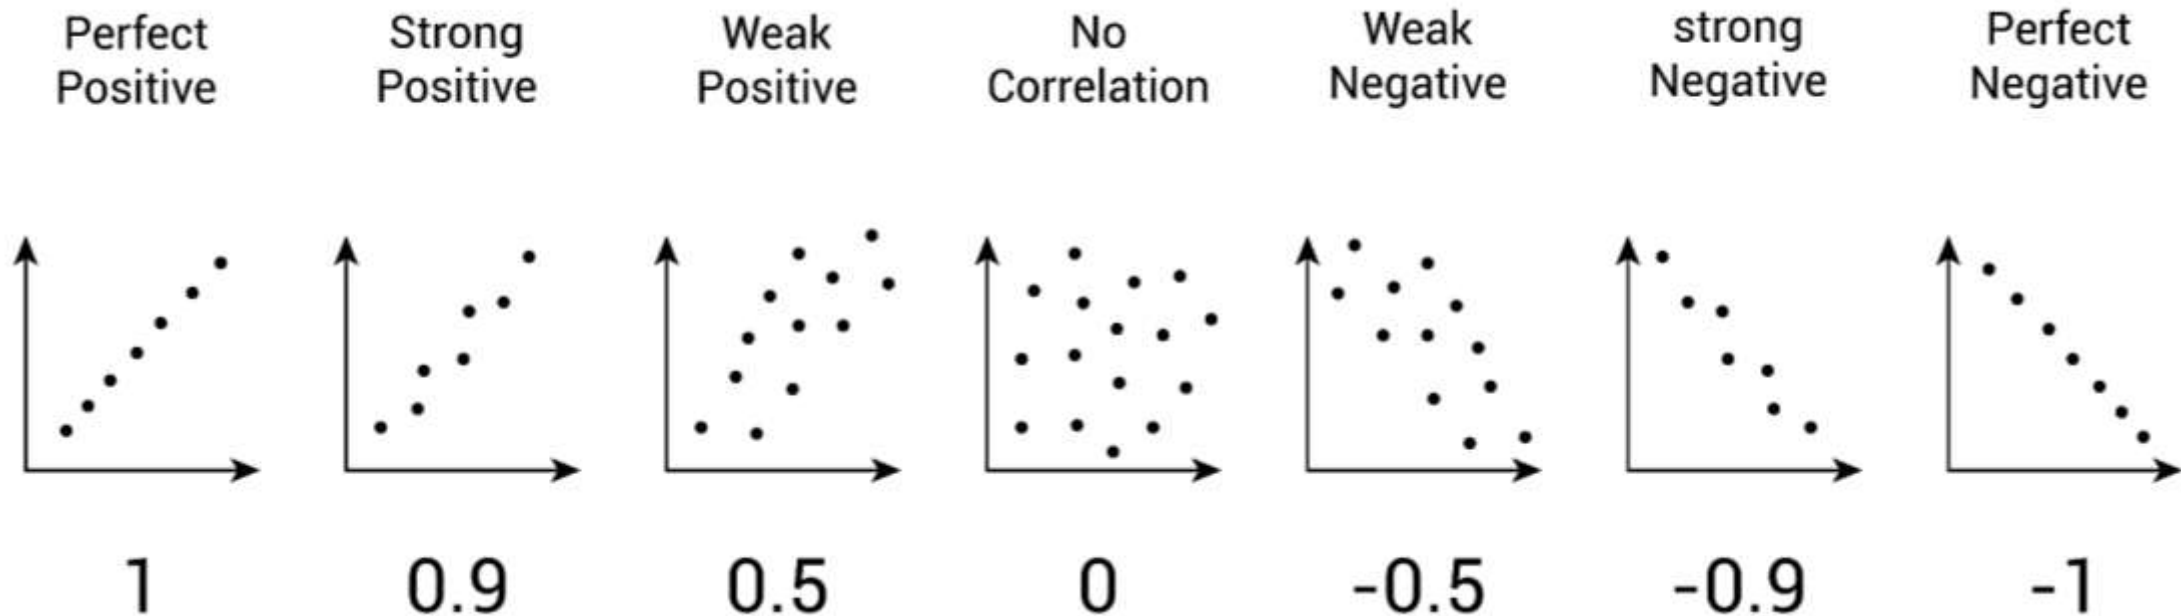 Perfect
Positive
Strong
Positive
Weak
Positive
No
Correlation
Weak
Negative
strong
Negative
Perfect
Negative
1
0.9
0.5
0
-0.5
-0.9
-1